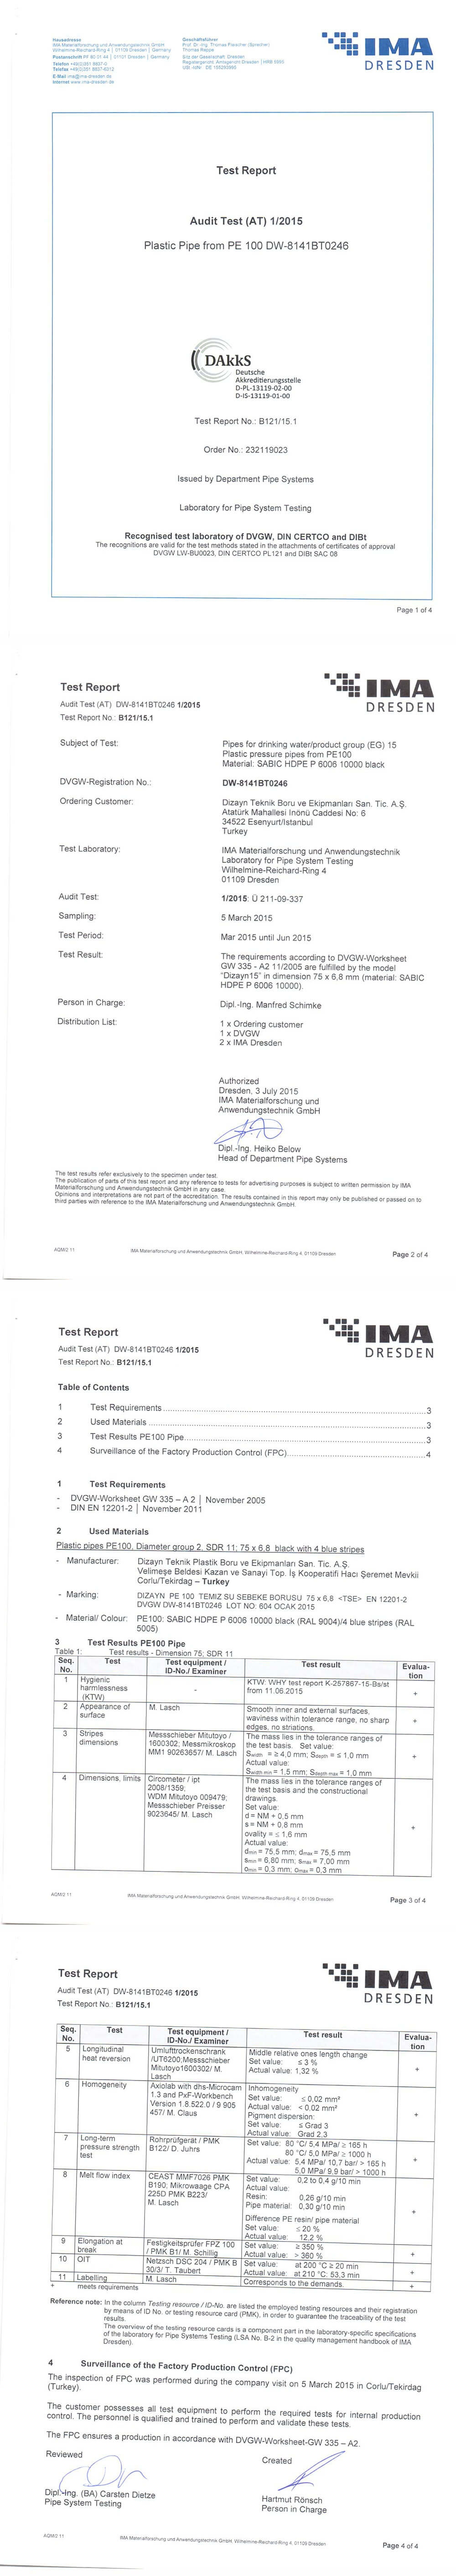 Hausadresse
IMA Materialforschung und Anwendungstechnik GmbH
Wilhelmine-Reichard-Ring 4 | 01109 Dresden | Germany
Postanschrift PF 80 01 44 | 01101 Dresden | Germany
Telefon +49(0)351 8837-0
Telefax +49(0)351 8837-6312
E-Mail ima@ima-dresden.de
Internet www.ima-dresden.de
Geschäftsführer
Prof. Dr.-Ing. Thomas Fleischer (Sprecher)
Thomas Reppe
Sitz der Gesellschaft: Dresden
Registergericht: Amtsgericht Dresden | HRB
USt.-IdNr.: DE
IMA
DRESDEN
Test Report
Audit Test (AT) 1/2015
Plastic Pipe from PE 100 DW-8141BT0246
DAkkS
Deutsche
Akkreditierungsstelle
D-PL-13119-02-00
D-IS-13119-01-00
Test Report No.: B121/15.1
Order No.: 232119023
Issued by Department Pipe Systems
Laboratory for Pipe System Testing
Recognised test laboratory of DVGW, DIN CERTCO and DIBt
The recognitions are valid for the test methods stated in the attachments of certificates of approval
DVGW LW-BU0023, DIN CERTCO PL121 and DIBt SAC 08
Page 1 of 4
Test Report
IMA
DRESDEN
Audit Test (AT) DW-8141BT0246 1/2015
Test Report No.: B121/15.1
Subject of Test: Pipes for drinking water/product group (EG) 15
Plastic pressure pipes from PE100
Material: SABIC HDPE P 6006 10000 black
DVGW-Registration No.: DW-8141BT0246
Ordering Customer: Dizayn Teknik Boru ve Ekipmanları San. Tic. A.Ş.
Atatürk Mahallesi Inönü Caddesi No: 6
34522 Esenyurt/Istanbul
Turkey
Test Laboratory: IMA Materialforschung und Anwendungstechnik
Laboratory for Pipe System Testing
Wilhelmine-Reichard-Ring 4
01109 Dresden
Audit Test: 1/2015: Ü 211-09-337
Sampling: 5 March 2015
Test Period: Mar 2015 until Jun 2015
Test Result: The requirements according to DVGW-Worksheet
GW 335 - A2 11/2005 are fulfilled by the model
"Dizayn15" in dimension 75 x 6,8 mm (material: SABIC
HDPE P 6006 10000).
Person in Charge: Dipl.-Ing. Manfred Schimke
Distribution List: 1 x Ordering customer
1 x DVGW
2 x IMA Dresden
Authorized
Dresden, 3 July 2015
IMA Materialforschung und
Anwendungstechnik GmbH
Dipl.-Ing. Heiko Below
Head of Department Pipe Systems
The test results refer exclusively to the specimen under test.
The publication of parts of this test report and any reference to tests for advertising purposes is subject to written permission by IMA
Materialforschung und Anwendungstechnik GmbH in any case.
Opinions and interpretations are not part of the accreditation. The results contained in this report may only be published or passed on to
third parties with reference to the IMA Materialforschung und Anwendungstechnik GmbH.
AQM/2 11
IMA Materialforschung und Anwendungstechnik GmbH, Wilhelmine-Reichard-Ring 4, 01109 Dresden
Page 2 of 4
Test Report
IMA
DRESDEN
Audit Test (AT) DW-8141BT0246 1/2015
Test Report No.: B121/15.1
Table of Contents
1 Test Requirements 3
2 Used Materials 3
3 Test Results PE100 Pipe 3
4 Surveillance of the Factory Production Control (FPC) 4
1 Test Requirements
- DVGW-Worksheet GW 335 – A 2 | November 2005
- DIN EN 12201-2 | November 2011
2 Used Materials
Plastic pipes PE100, Diameter group 2, SDR 11; 75 x 6,8 black with 4 blue stripes
- Manufacturer: Dizayn Teknik Plastik Boru ve Ekipmanları San. Tic. A.Ş.
Velimeşe Beldesi Kazan ve Sanayi Top. İş Kooperatifi Hacı Şeremet Mevkii
Corlu/Tekirdag – Turkey
- Marking: DIZAYN PE 100 TEMIZ SU SEBEKE BORUSU 75 x 6,8 <TSE> EN 12201-2
DVGW DW-8141BT0246 LOT NO: 604 OCAK 2015
- Material/ Colour: PE100: SABIC HDPE P 6006 10000 black (RAL 9004)/4 blue stripes (RAL
5005)
3 Test Results PE100 Pipe
Table 1: Test results - Dimension 75; SDR 11
Seq. No. Test Test equipment / ID-No./ Examiner Test result Evalua-tion
1 Hygienic harmlessness (KTW) - KTW: WHY test report K-257867-15-Bs/st from 11.06.2015 +
2 Appearance of surface M. Lasch Smooth inner and external surfaces, waviness within tolerance range, no sharp edges, no striations. +
3 Stripes dimensions Messschieber Mitutoyo / 1600302; Messmikroskop MM1 90263657/ M. Lasch The mass lies in the tolerance ranges of the test basis. Set value:
Swidth = ≥ 4,0 mm; Sdepth = ≤ 1,0 mm
Actual value:
Swidth min = 1,5 mm; Sdepth max = 1,0 mm +
4 Dimensions, limits Circometer / ipt 2008/1359; WDM Mitutoyo 009479; Messschieber Preisser 9023645/ M. Lasch The mass lies in the tolerance ranges of the test basis and the constructional drawings.
Set value:
d = NM + 0,5 mm
s = NM + 0,8 mm
ovality = ≤ 1,6 mm
Actual value:
dmin = 75,5 mm; dmax = 75,5 mm
smin = 6,80 mm; smax = 7,00 mm
omin = 0,3 mm; omax = 0,3 mm +
AQM/2 11
IMA Materialforschung und Anwendungstechnik GmbH, Wilhelmine-Reichard-Ring 4, 01109 Dresden
Page 3 of 4
Test Report
IMA
DRESDEN
Audit Test (AT) DW-8141BT0246 1/2015
Test Report No.: B121/15.1
Seq. No. Test Test equipment / ID-No./ Examiner Test result Evalua-tion
5 Longitudinal heat reversion Umlufttrockenschrank /UT6200;Messschieber Mitutoyo1600302/ M. Lasch Middle relative ones length change
Set value: ≤ 3 %
Actual value: 1,32 % +
6 Homogeneity Axiolab with dhs-Microcam 1.3 and PxF-Workbench Version 1.8.522.0 / 9 905 457/ M. Claus Inhomogeneity
Set value: ≤ 0,02 mm²
Actual value: < 0,02 mm²
Pigment dispersion:
Set value: ≤ Grad 3
Actual value: Grad 2,3 +
7 Long-term pressure strength test Rohrprüfgerät / PMK B122/ D. Juhrs Set value: 80 °C/ 5,4 MPa/ ≥ 165 h
80 °C/ 5,0 MPa/ ≥ 1000 h
Actual value: 5,4 MPa/ 10,7 bar/ > 165 h
5,0 MPa/ 9,9 bar/ > 1000 h +
8 Melt flow index CEAST MMF7026 PMK B190; Mikrowaage CPA 225D PMK B223/ M. Lasch Set value: 0,2 to 0,4 g/10 min
Actual value:
Resin: 0,26 g/10 min
Pipe material: 0,30 g/10 min
Difference PE resin/ pipe material
Set value: ≤ 20 %
Actual value: 12,2 % +
9 Elongation at break Festigkeitsprüfer FPZ 100 / PMK B1/ M. Schillig Set value: ≥ 350 %
Actual value: > 360 % +
10 OIT Netzsch DSC 204 / PMK B 30/3/ T. Taubert Set value: at 200 °C ≥ 20 min
Actual value: at 210 °C: 53,3 min +
11 Labelling M. Lasch Corresponds to the demands. +
+ meets requirements
Reference note: In the column Testing resource / ID-No. are listed the employed testing resources and their registration
by means of ID No. or testing resource card (PMK), in order to guarantee the traceability of the test
results.
The overview of the testing resource cards is a component part in the laboratory-specific specifications
of the laboratory for Pipe Systems Testing (LSA No. B-2 in the quality management handbook of IMA
Dresden).
4 Surveillance of the Factory Production Control (FPC)
The inspection of FPC was performed during the company visit on 5 March 2015 in Corlu/Tekirdag
(Turkey).
The customer possesses all test equipment to perform the required tests for internal production
control. The personnel is qualified and trained to perform and validate these tests.
The FPC ensures a production in accordance with DVGW-Worksheet-GW 335 – A2.
Reviewed
Created
Dipl.-Ing. (BA) Carsten Dietze
Pipe System Testing
Hartmut Rönsch
Person in Charge
AQM/2 11
IMA Materialforschung und Anwendungstechnik GmbH, Wilhelmine-Reichard-Ring 4, 01109 Dresden
Page 4 of 4